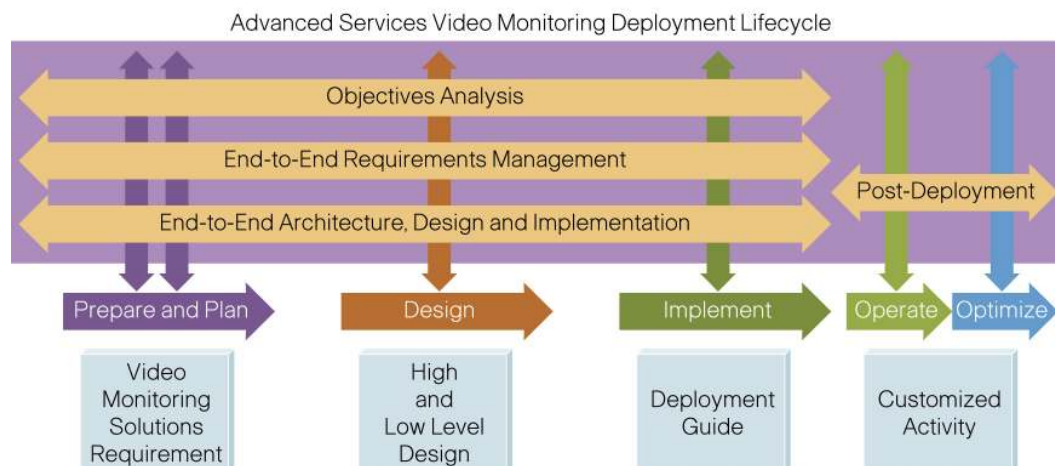 Advanced Services Video Monitoring Deployment Lifecycle
Objectives Analysis
End-to-End Requirements Management
Post-Deployment
End-to-End Architecture, Design and Implementation
Prepare and Plan
Design
Implement
Operate
Optimize
Video
Monitoring
Solutions
Requirement
High
and
Low Level
Design
Deployment
Guide
Customized
Activity